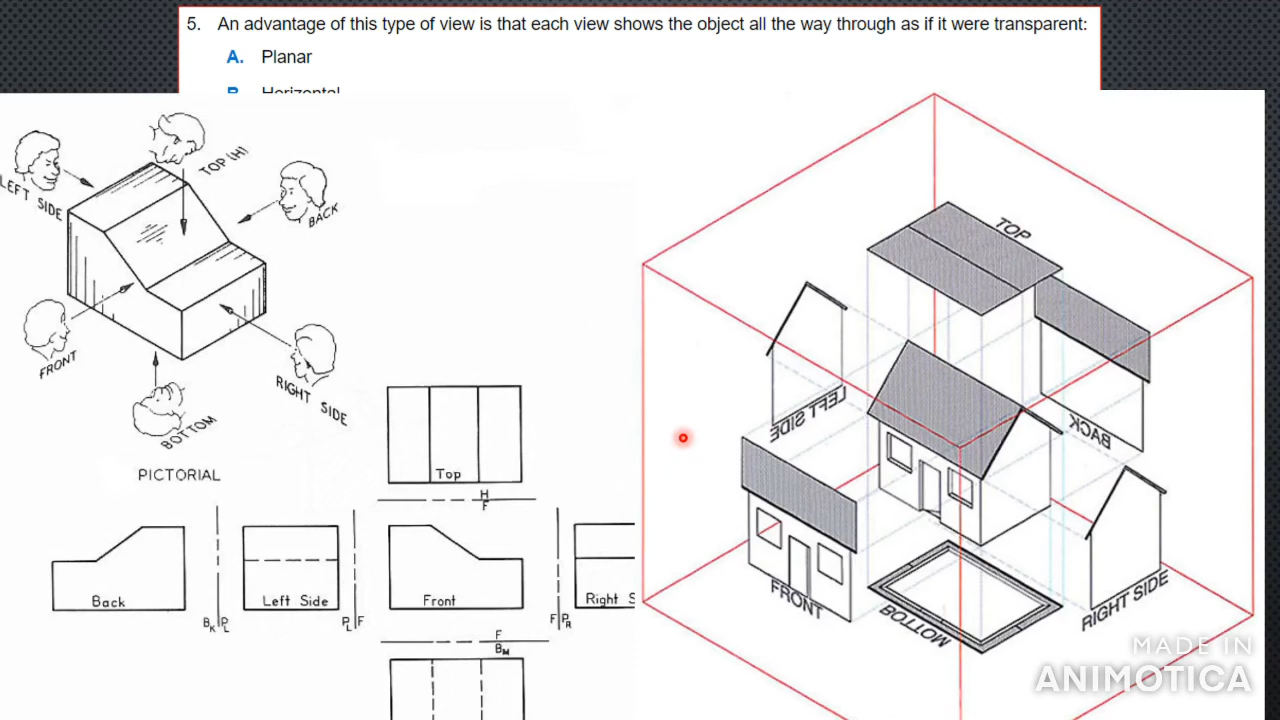 5. An advantage of this type of view is that each view shows the object all the way through as if it were transparent:
A. Planar
B. Horizontal
LEFT SIDE
TOP (H)
BACK
FRONT
BOTTOM
RIGHT SIDE
PICTORIAL
Top
H
F
Back
BK PL
Left Side
PL F
Front
F PR
Right S
F
BM
TOP
LEFT SIDE
BACK
FRONT
BOTTOM
RIGHT SIDE
MADE IN
ANIMOTICA